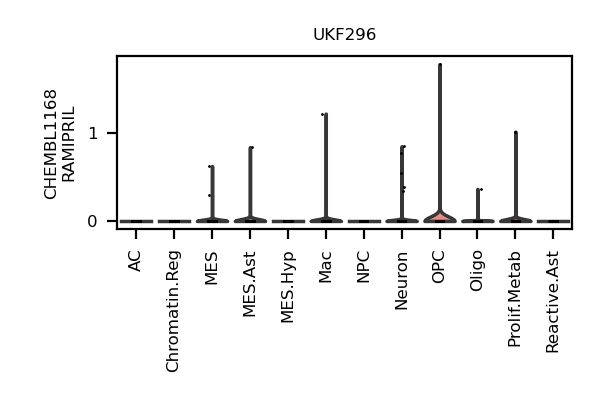 UKF296
CHEMBL1168
RAMIPRIL
1
0
AC
Chromatin.Reg
MES
MES.Ast
MES.Hyp
Mac
NPC
Neuron
OPC
Oligo
Prolif.Metab
Reactive.Ast